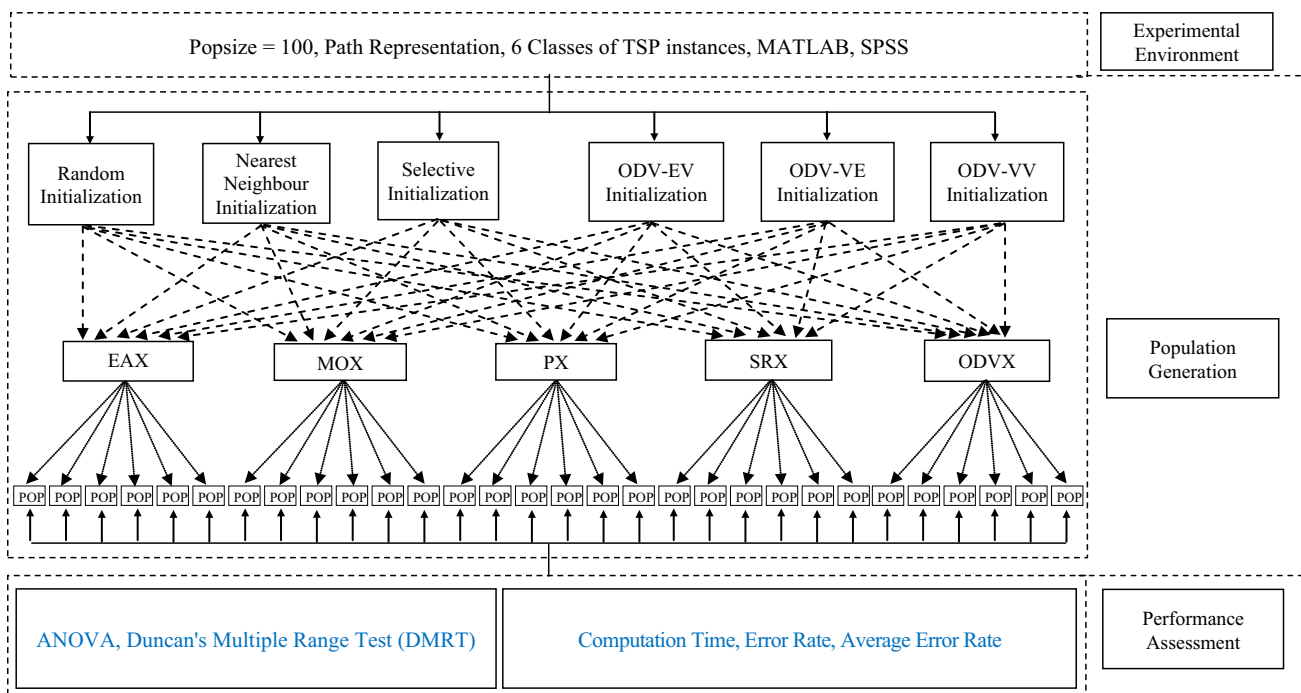 Popsize = 100, Path Representation, 6 Classes of TSP instances, MATLAB, SPSS
Experimental
Environment
Random
Initialization
Nearest
Neighbour
Initialization
Selective
Initialization
ODV-EV
Initialization
ODV-VE
Initialization
ODV-VV
Initialization
EAX
MOX
PX
SRX
ODVX
Population
Generation
POP POP POP POP POP POP POP POP POP POP POP POP POP POP POP POP POP POP POP POP POP POP POP POP POP POP POP POP POP POP
ANOVA, Duncan's Multiple Range Test (DMRT)
Computation Time, Error Rate, Average Error Rate
Performance
Assessment